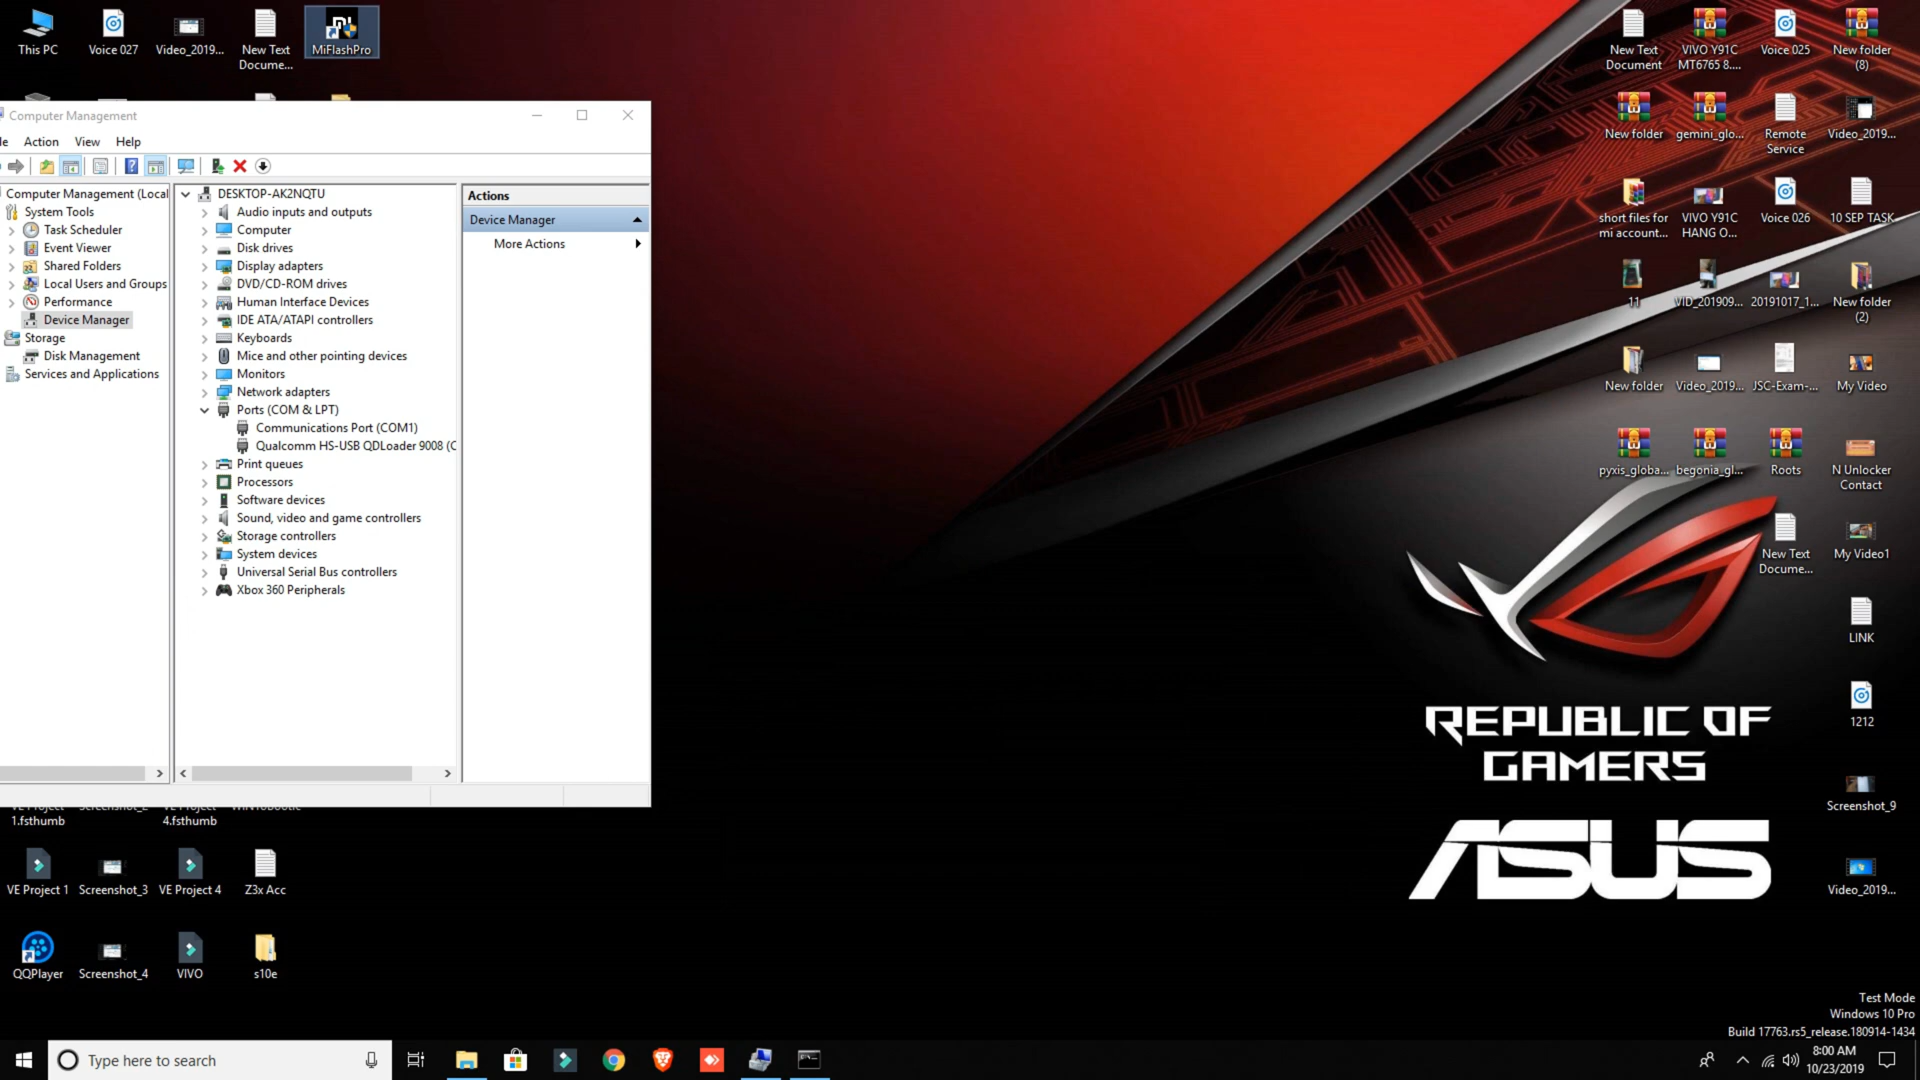 This PC
Voice 027
Video_2019...
New Text
Docume...
MiFlashPro
New Text
Document
VIVO Y91C
MT6765 8....
Voice 025
New folder
(8)
New folder
gemini_glo...
Remote
Service
Video_2019...
short files for
mi account...
VIVO Y91C
HANG O...
Voice 026
10 SEP TASK
11
VID_201909...
20191017_1...
New folder
(2)
New folder
Video_2019...
JSC-Exam-...
My Video
pyxis_globa...
begonia_gl...
Roots
N Unlocker
Contact
New Text
Docume...
My Video1
LINK
1212
Screenshot_9
Video_2019...
Computer Management
Action
View
Help
Computer Management (Local
System Tools
Task Scheduler
Event Viewer
Shared Folders
Local Users and Groups
Performance
Device Manager
Storage
Disk Management
Services and Applications
DESKTOP-AK2NQTU
Audio inputs and outputs
Computer
Disk drives
Display adapters
DVD/CD-ROM drives
Human Interface Devices
IDE ATA/ATAPI controllers
Keyboards
Mice and other pointing devices
Monitors
Network adapters
Ports (COM & LPT)
Communications Port (COM1)
Qualcomm HS-USB QDLoader 9008 (C
Print queues
Processors
Software devices
Sound, video and game controllers
Storage controllers
System devices
Universal Serial Bus controllers
Xbox 360 Peripherals
Actions
Device Manager
More Actions
1.fsthumb
4.fsthumb
VE Project 1
Screenshot_3
VE Project 4
Z3x Acc
QQPlayer
Screenshot_4
VIVO
s10e
REPUBLIC OF
GAMERS
ASUS
Test Mode
Windows 10 Pro
Build 17763.rs5_release.180914-1434
Type here to search
8:00 AM
10/23/2019